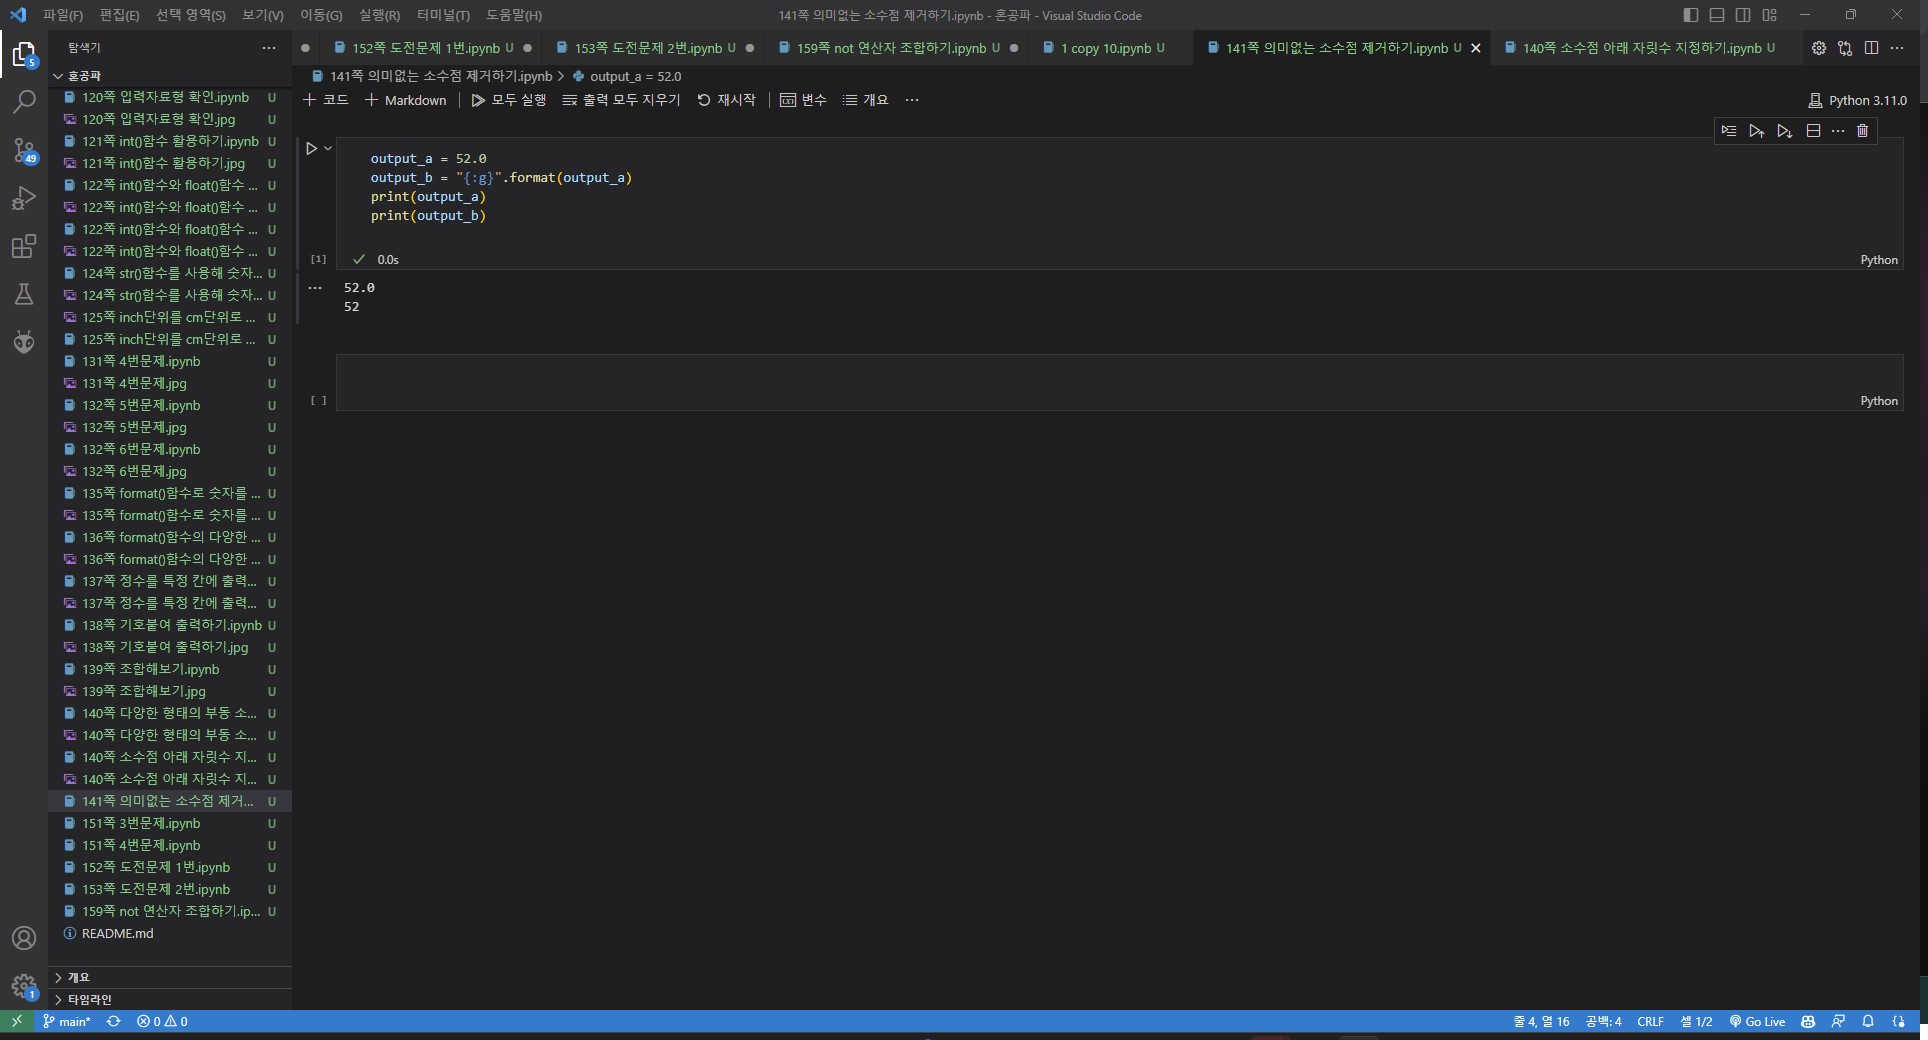 파일(F) 편집(E) 선택 영역(S) 보기(V) 이동(G) 실행(R) 터미널(T) 도움말(H) 141쪽 의미없는 소수점 제거하기.ipynb - 혼공파 - Visual Studio Code
탐색기
152쪽 도전문제 1번.ipynb U 153쪽 도전문제 2번.ipynb U 159쪽 not 연산자 조합하기.ipynb U 1 copy 10.ipynb U 141쪽 의미없는 소수점 제거하기.ipynb U 140쪽 소수점 아래 자릿수 지정하기.ipynb U
5
혼공파
141쪽 의미없는 소수점 제거하기.ipynb > output_a = 52.0
+ 코드 + Markdown 모두 실행 출력 모두 지우기 재시작 변수 개요 ... Python 3.11.0
120쪽 입력자료형 확인.ipynb U
120쪽 입력자료형 확인.jpg U
121쪽 int()함수 활용하기.ipynb U
121쪽 int()함수 활용하기.jpg U
122쪽 int()함수와 float()함수 ... U
122쪽 int()함수와 float()함수 ... U
122쪽 int()함수와 float()함수 ... U
122쪽 int()함수와 float()함수 ... U
124쪽 str()함수를 사용해 숫자... U
124쪽 str()함수를 사용해 숫자... U
125쪽 inch단위를 cm단위로 ... U
125쪽 inch단위를 cm단위로 ... U
131쪽 4번문제.ipynb U
131쪽 4번문제.jpg U
132쪽 5번문제.ipynb U
132쪽 5번문제.jpg U
132쪽 6번문제.ipynb U
132쪽 6번문제.jpg U
135쪽 format()함수로 숫자를 ... U
135쪽 format()함수로 숫자를 ... U
136쪽 format()함수의 다양한 ... U
136쪽 format()함수의 다양한 ... U
137쪽 정수를 특정 칸에 출력... U
137쪽 정수를 특정 칸에 출력... U
138쪽 기호붙여 출력하기.ipynb U
138쪽 기호붙여 출력하기.jpg U
139쪽 조합해보기.ipynb U
139쪽 조합해보기.jpg U
140쪽 다양한 형태의 부동 소... U
140쪽 다양한 형태의 부동 소... U
140쪽 소수점 아래 자릿수 지... U
140쪽 소수점 아래 자릿수 지... U
141쪽 의미없는 소수점 제거... U
151쪽 3번문제.ipynb U
151쪽 4번문제.ipynb U
152쪽 도전문제 1번.ipynb U
153쪽 도전문제 2번.ipynb U
159쪽 not 연산자 조합하기.ip... U
README.md
개요
타임라인
49
1
output_a = 52.0
output_b = "{:g}".format(output_a)
print(output_a)
print(output_b)
[1] 0.0s Python
52.0
52
[ ] Python
main* 0 0 줄 4, 열 16 공백: 4 CRLF 셀 1/2 Go Live